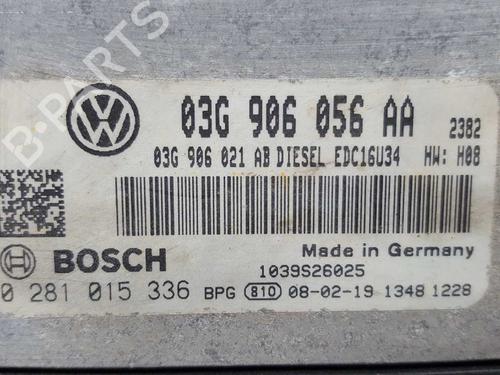 B-PARTS
03G 906 056 AA 2382
03G 906 021 AB DIESEL EDC16U34 HW: H08
BOSCH Made in Germany
1039S26025
0 281 015 336 BPG 810 08-02-19 1348 1228